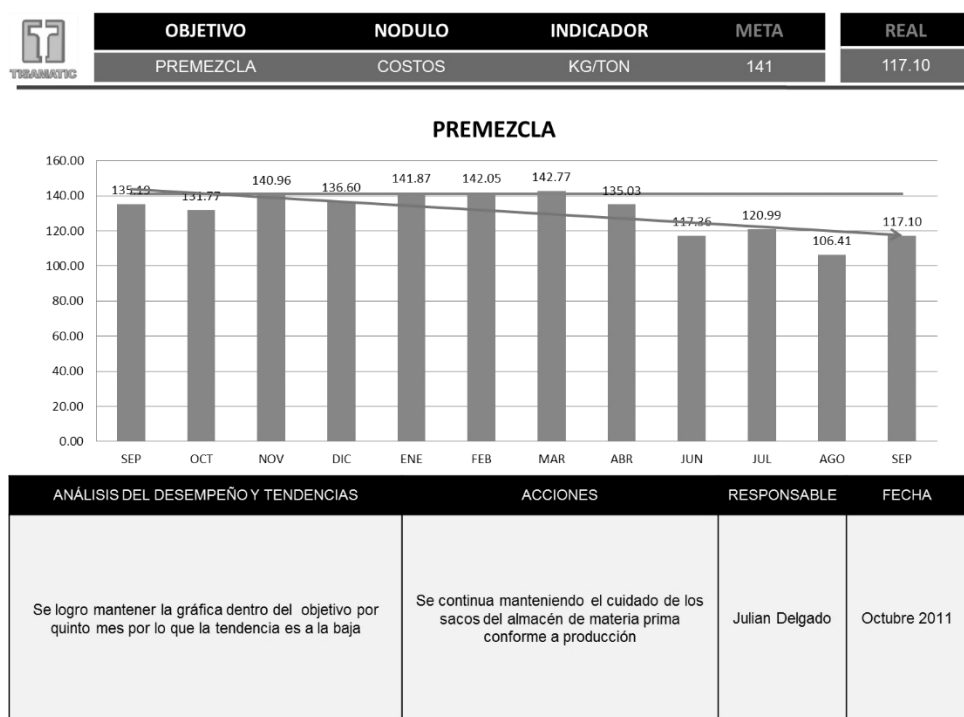 OBJETIVO NODULO INDICADOR META REAL
PREMEZCLA COSTOS KG/TON 141 117.10
TISAMATIC
PREMEZCLA
160.00
140.00
120.00
100.00
80.00
60.00
40.00
20.00
0.00
135.19 131.77 140.96 136.60 141.87 142.05 142.77 135.03 117.36 120.99 106.41 117.10
SEP OCT NOV DIC ENE FEB MAR ABR JUN JUL AGO SEP
ANÁLISIS DEL DESEMPEÑO Y TENDENCIAS ACCIONES RESPONSABLE FECHA
Se logro mantener la gráfica dentro del objetivo por
quinto mes por lo que la tendencia es a la baja
Se continua manteniendo el cuidado de los
sacos del almacén de materia prima
conforme a producción
Julian Delgado
Octubre 2011